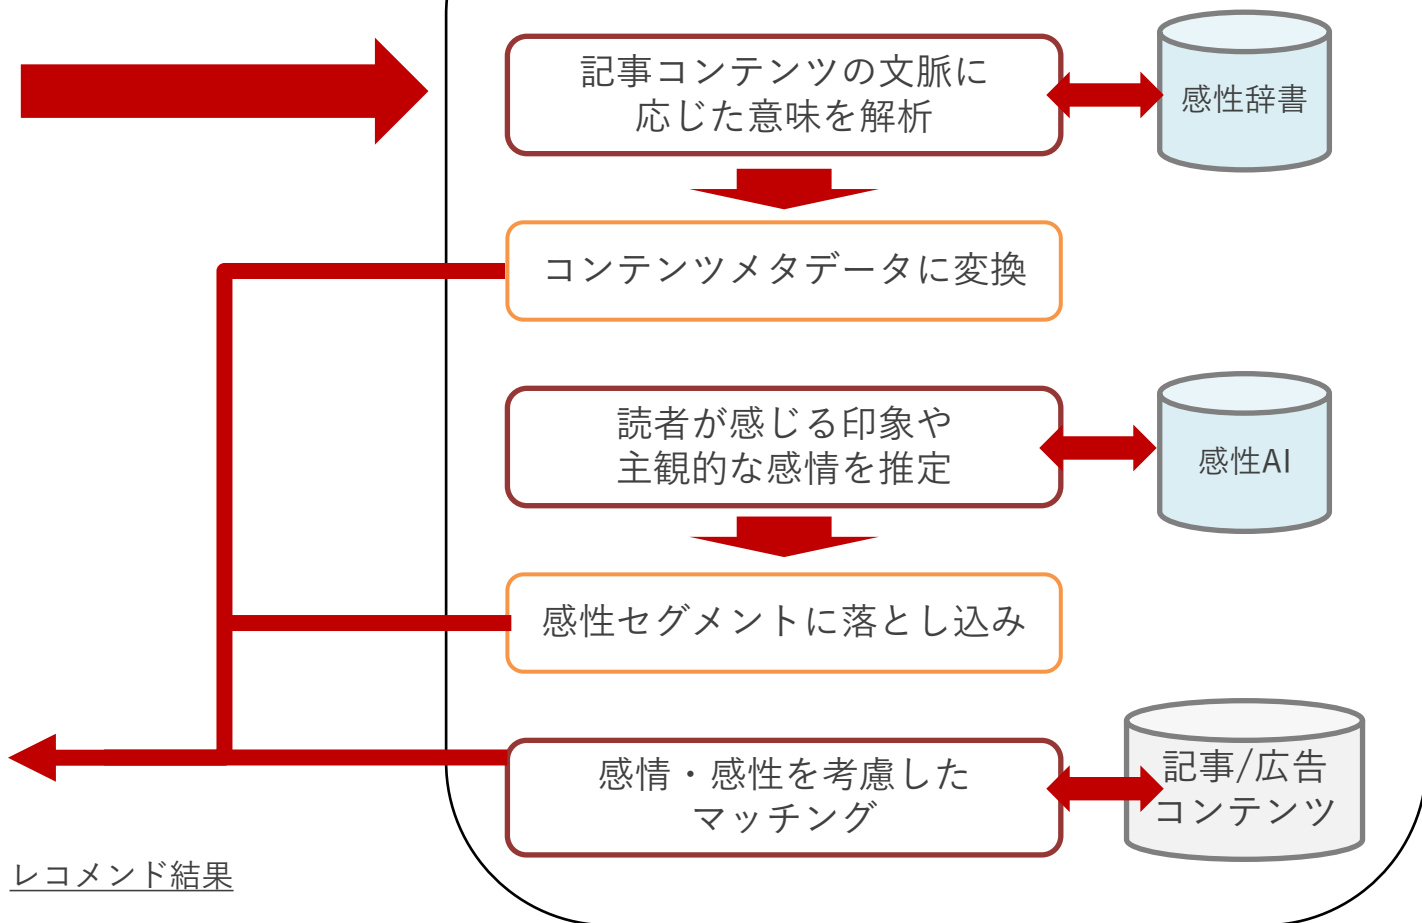 記事コンテンツの文脈に
応じた意味を解析
感性辞書
コンテンツメタデータに変換
読者が感じる印象や
主観的な感情を推定
感性AI
感性セグメントに落とし込み
感情・感性を考慮した
マッチング
記事/広告
コンテンツ
レコメンド結果